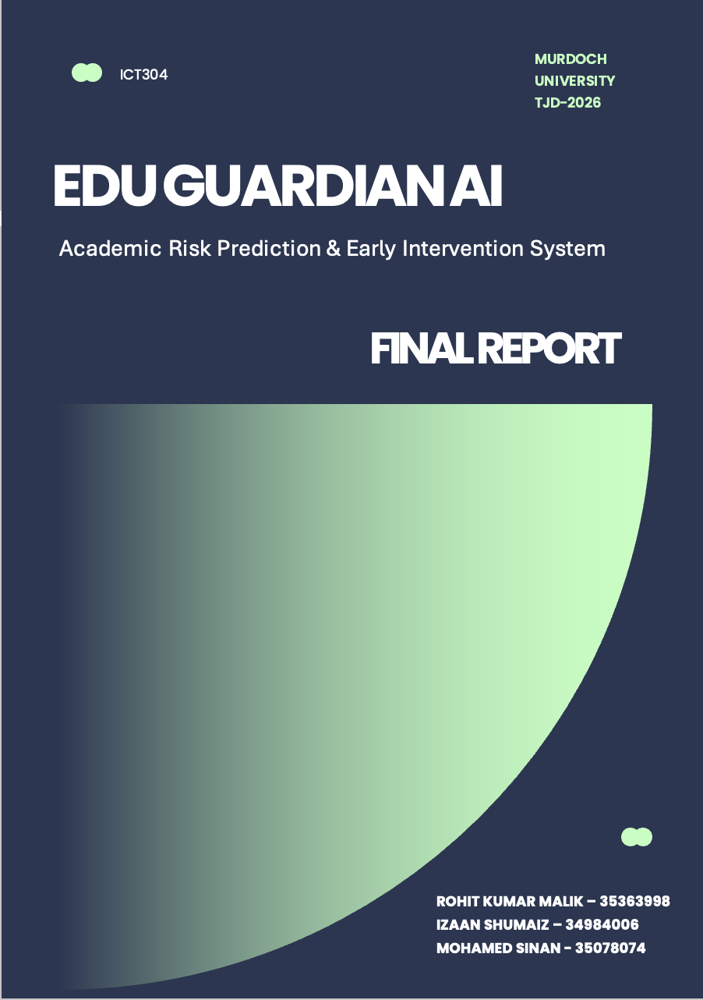 ICT304
MURDOCH
UNIVERSITY
TJD-2026
EDU GUARDIAN AI
Academic Risk Prediction & Early Intervention System
FINAL REPORT
ROHIT KUMAR MALIK – 35363998
IZAAN SHUMAIZ – 34984006
MOHAMED SINAN - 35078074